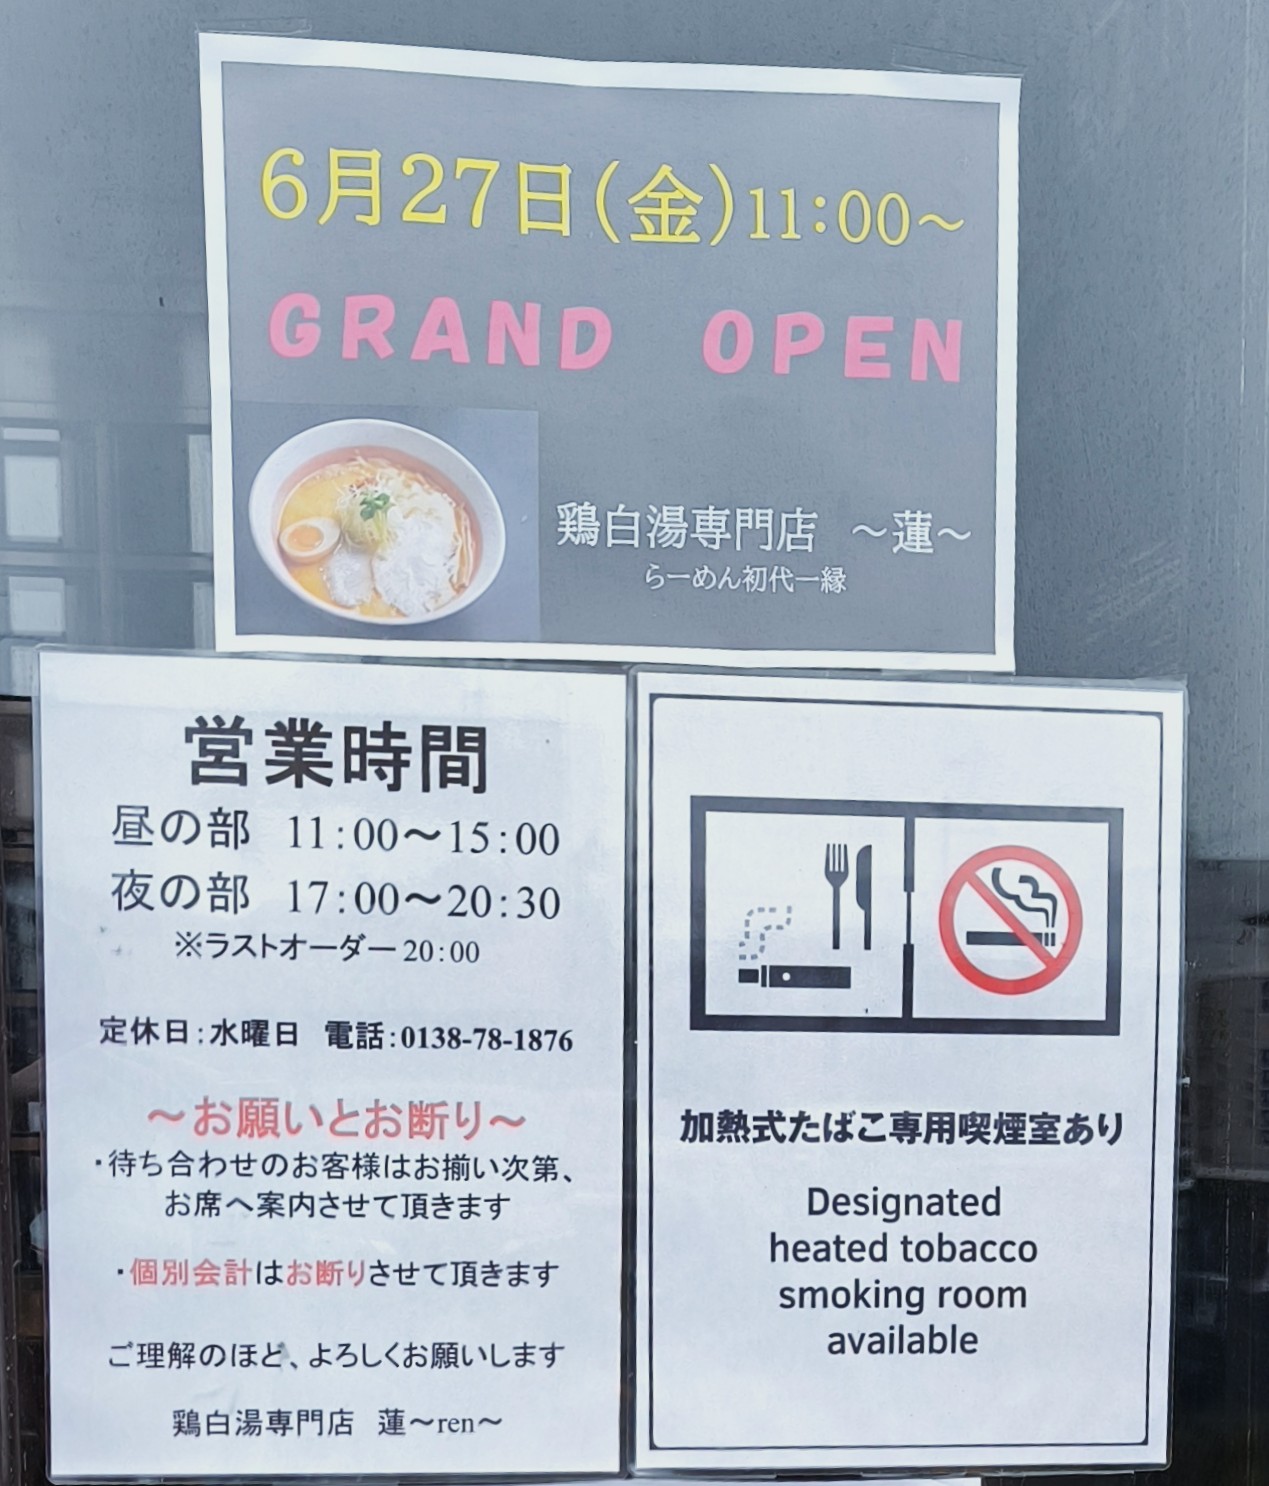 6月27日(金)11:00～
GRAND OPEN
鶏白湯専門店 ～蓮～
らーめん初代一縁
営業時間
昼の部 11:00～15:00
夜の部 17:00～20:30
※ラストオーダー20:00
定休日:水曜日 電話:0138-78-1876
～お願いとお断り～
・待ち合わせのお客様はお揃い次第、
お席へ案内させて頂きます
・個別会計はお断りさせて頂きます
ご理解のほど、よろしくお願いします
鶏白湯専門店 蓮～ren～
加熱式たばこ専用喫煙室あり
Designated
heated tobacco
smoking room
available